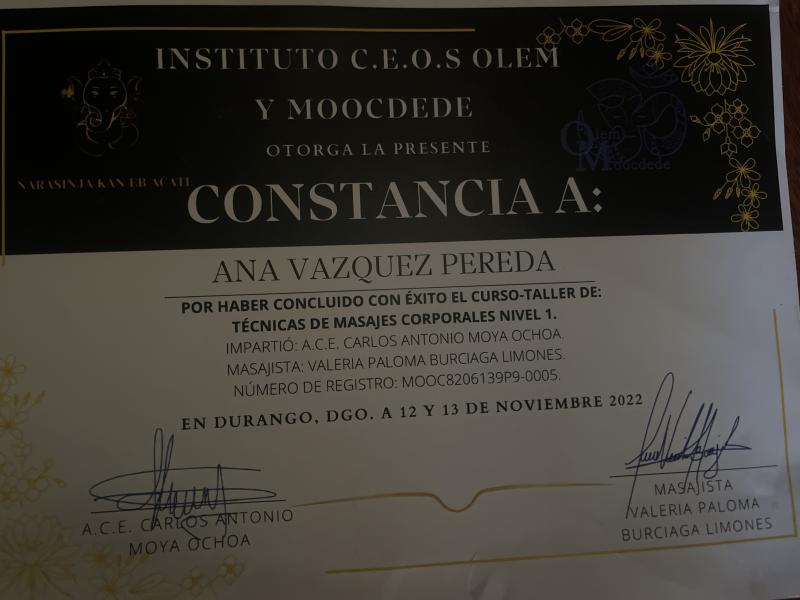 INSTITUTO C.E.O.S OLEM
Y MOOCDEDE
OTORGA LA PRESENTE
Olem
Moocdede
NARASINJA KAN EB ACATL
CONSTANCIA A:
ANA VAZQUEZ PEREDA
POR HABER CONCLUIDO CON ÉXITO EL CURSO-TALLER DE:
TÉCNICAS DE MASAJES CORPORALES NIVEL 1.
IMPARTIÓ: A.C.E. CARLOS ANTONIO MOYA OCHOA.
MASAJISTA: VALERIA PALOMA BURCIAGA LIMONES.
NÚMERO DE REGISTRO: MOOC8206139P9-0005.
EN DURANGO, DGO. A 12 Y 13 DE NOVIEMBRE 2022
A.C.E. CARLOS ANTONIO
MOYA OCHOA
MASAJISTA
VALERIA PALOMA
BURCIAGA LIMONES